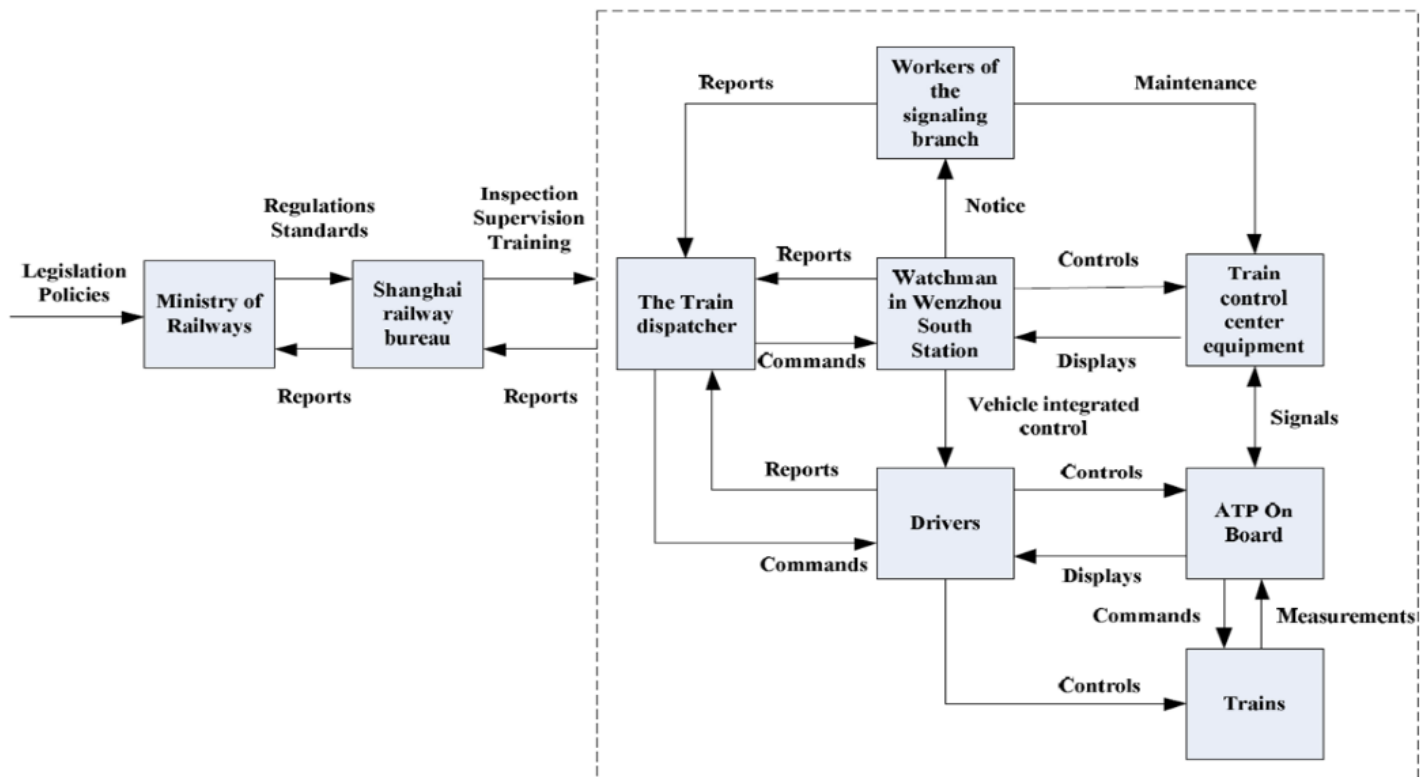 Legislation
Policies
Ministry of
Railways
Regulations
Standards
Reports
Shanghai
railway
bureau
Inspection
Supervision
Training
Reports
Workers of
the
signaling
branch
Reports
Maintenance
Notice
The Train
dispatcher
Reports
Commands
Watchman
in Wenzhou
South
Station
Controls
Displays
Train
control
center
equipment
Vehicle integrated
control
Signals
Reports
Commands
Drivers
Controls
Displays
ATP On
Board
Commands
Measurements
Controls
Trains